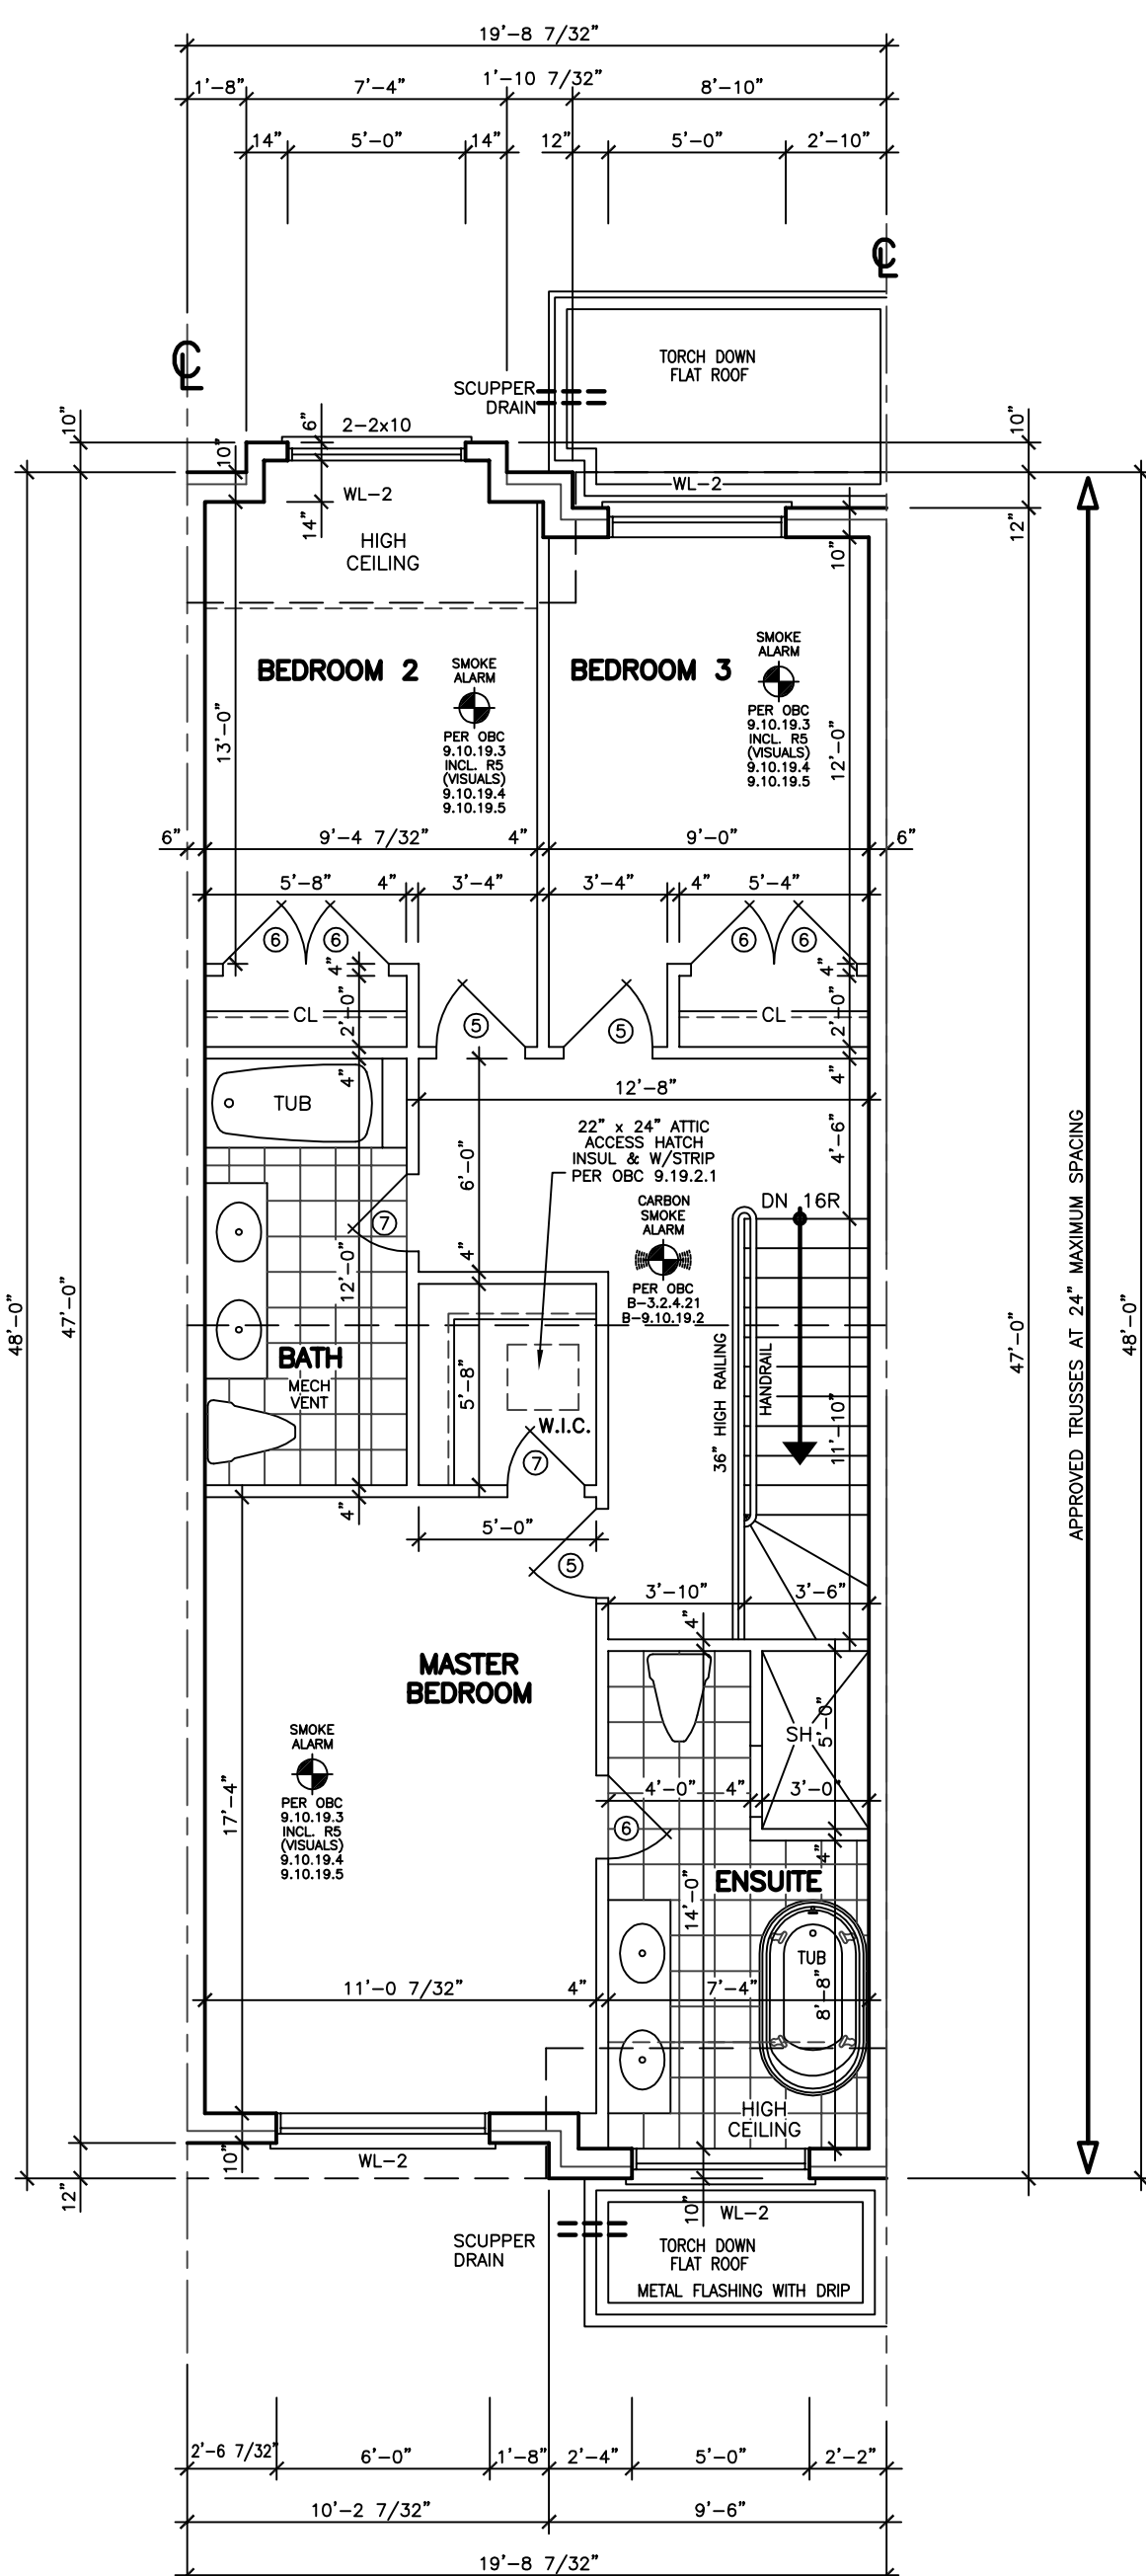 19'-8 7/32"
1'-8" 7'-4" 1'-10 7/32" 8'-10"
14" 5'-0" 14" 12" 5'-0" 2'-10"
CL
CL
TORCH DOWN
FLAT ROOF
SCUPPER
DRAIN
10" 10" 6" 2-2x10 10"
WL-2 WL-2
14" 12"
HIGH
CEILING
10"
BEDROOM 2
SMOKE
ALARM
PER OBC
9.10.19.3
INCL. R5
(VISUALS)
9.10.19.4
9.10.19.5
BEDROOM 3
SMOKE
ALARM
PER OBC
9.10.19.3
INCL. R5
(VISUALS)
9.10.19.4
9.10.19.5
13'-0" 12'-0"
6" 9'-4 7/32" 4" 9'-0" 6"
5'-8" 4" 3'-4" 3'-4" 4" 5'-4"
6 6 6 6
4" 4"
CL 2'-0" 5 5 CL 2'-0"
4" 4"
TUB
12'-8"
4'-6"
6'-0"
22" x 24" ATTIC
ACCESS HATCH
INSUL & W/STRIP
PER OBC 9.19.2.1
APPROVED TRUSSES AT 24" MAXIMUM SPACING
CARBON
SMOKE
ALARM
PER OBC
B-3.2.4.21
B-9.10.19.2
DN 16R
7
4"
12'-0"
48'-0" 47'-0" 47'-0" 48'-0"
BATH
MECH
VENT
5'-8"
W.I.C.
7
36" HIGH RAILING
HANDRAIL
11'-10"
4"
5'-0"
5
3'-10" 3'-6"
4"
MASTER
BEDROOM
SMOKE
ALARM
PER OBC
9.10.19.3
INCL. R5
(VISUALS)
9.10.19.4
9.10.19.5
17'-4"
SH 5'-0"
4'-0" 4" 3'-0"
6
4"
ENSUITE
14'-0"
TUB
8'-8"
11'-0 7/32" 4" 7'-4"
HIGH
CEILING
10" WL-2
12" 10" WL-2
SCUPPER
DRAIN
TORCH DOWN
FLAT ROOF
METAL FLASHING WITH DRIP
2'-6 7/32" 6'-0" 1'-8" 2'-4" 5'-0" 2'-2"
10'-2 7/32" 9'-6"
19'-8 7/32"